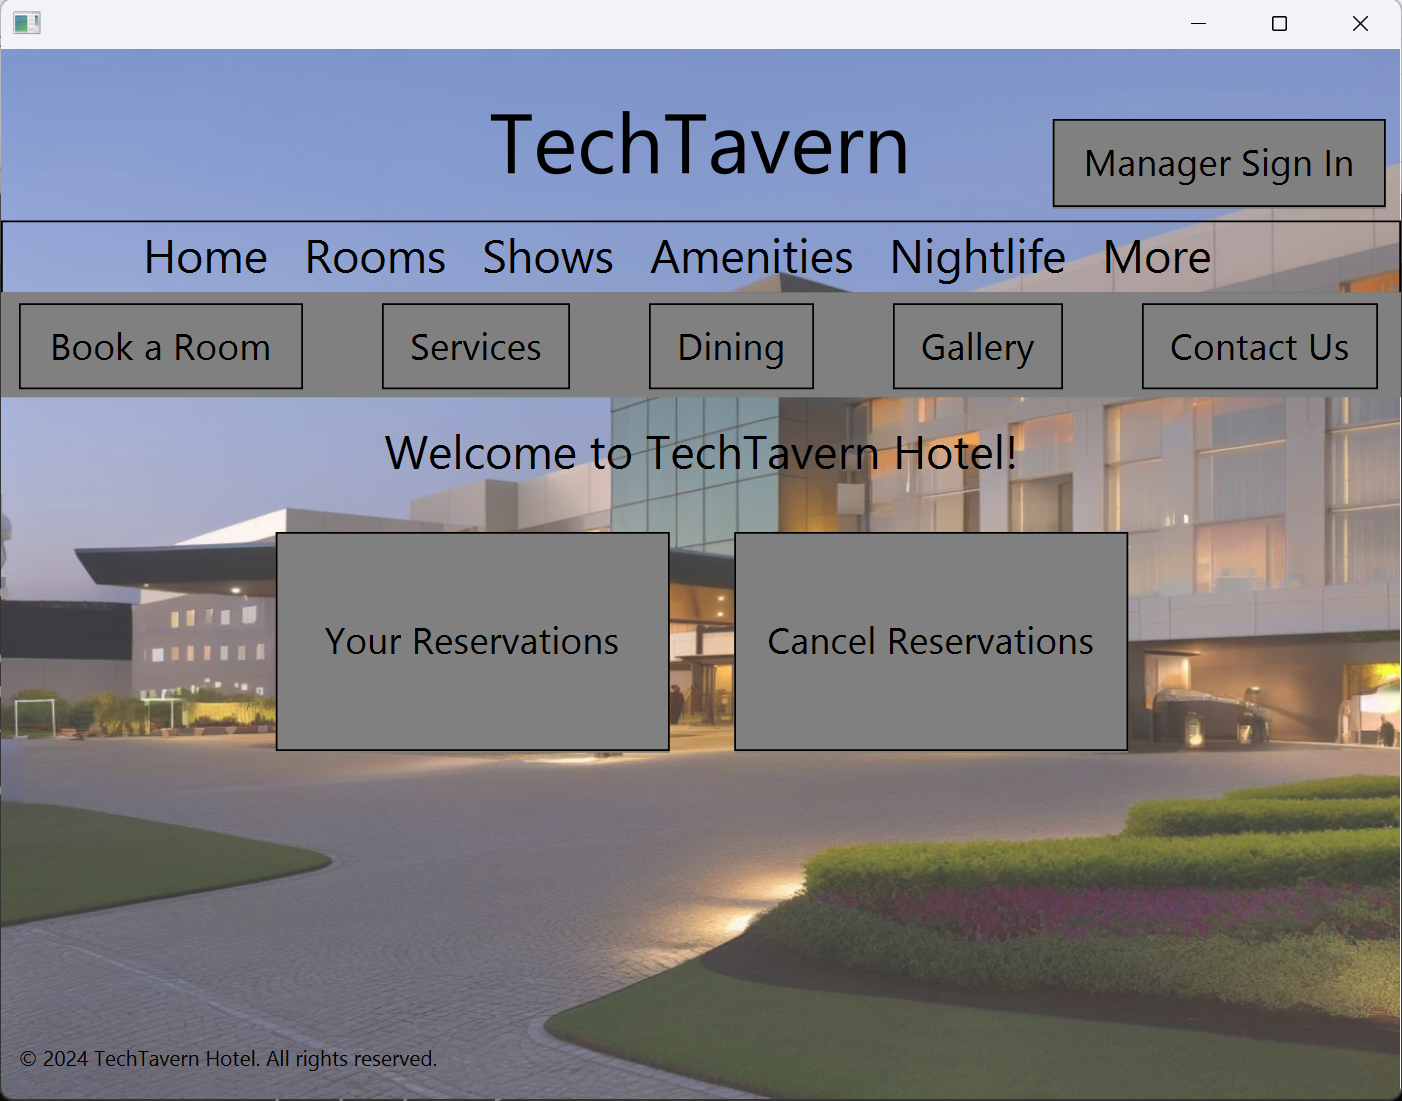 TechTavern
Manager Sign In
Home Rooms Shows Amenities Nightlife More
Book a Room Services Dining Gallery Contact Us
Welcome to TechTavern Hotel!
Your Reservations Cancel Reservations
© 2024 TechTavern Hotel. All rights reserved.